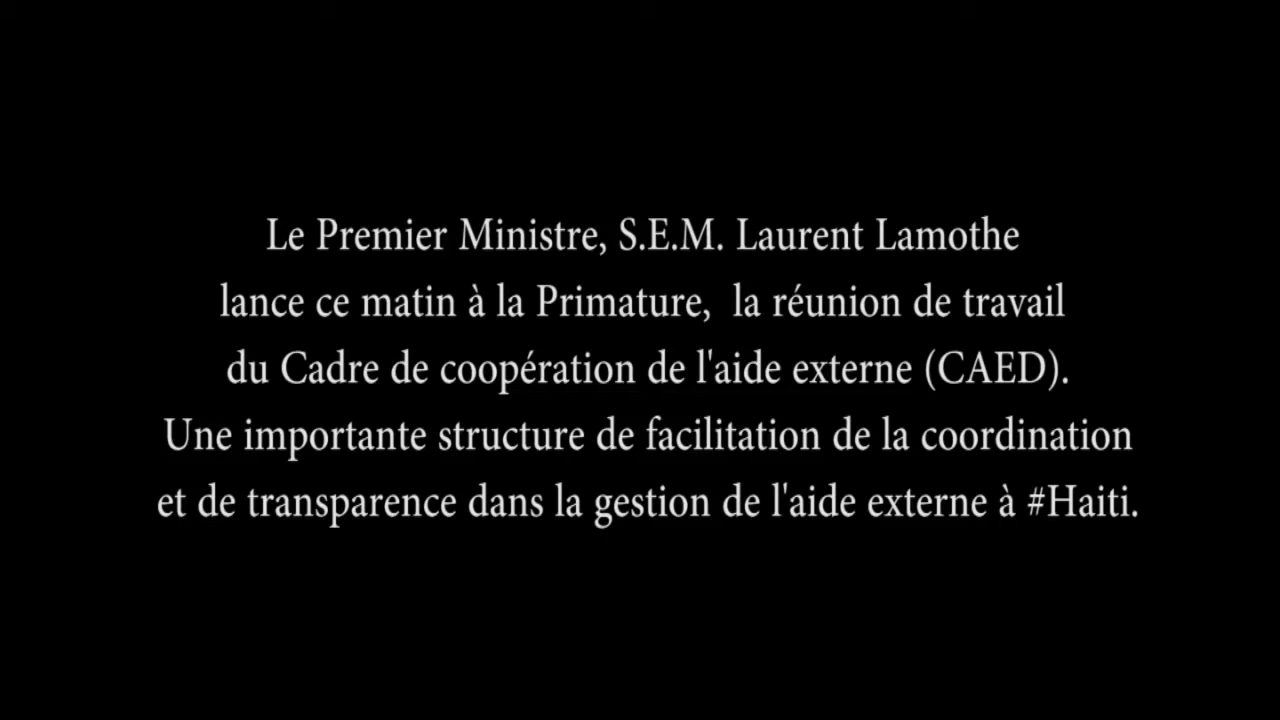 Le Premier Ministre, S.E.M. Laurent Lamothe
lance ce matin à la Primature,  la réunion de travail
du Cadre de coopération de l'aide externe (CAED).
Une importante structure de facilitation de la coordination
et de transparence dans la gestion de l'aide externe à #Haiti.